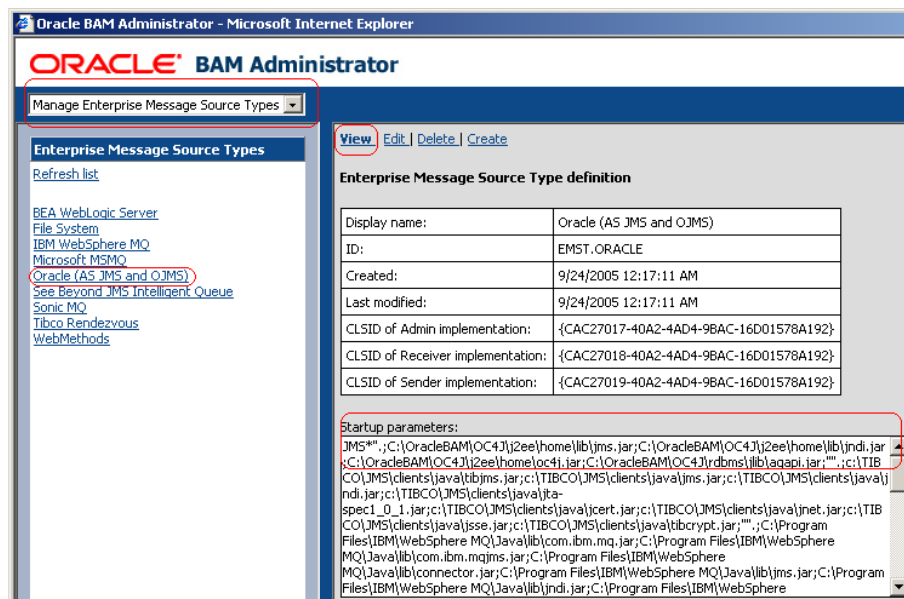 Oracle BAM Administrator - Microsoft Internet Explorer
ORACLE® BAM Administrator
Manage Enterprise Message Source Types
Enterprise Message Source Types
Refresh list
BEA WebLogic Server
File System
IBM WebSphere MQ
Microsoft MSMQ
Oracle (AS JMS and OJMS)
See Beyond JMS Intelligent Queue
Sonic MQ
Tibco Rendezvous
WebMethods
View | Edit | Delete | Create
Enterprise Message Source Type definition
Display name: Oracle (AS JMS and OJMS)
ID: EMST.ORACLE
Created: 9/24/2005 12:17:11 AM
Last modified: 9/24/2005 12:17:11 AM
CLSID of Admin implementation: {CAC27017-40A2-4AD4-9BAC-16D01578A192}
CLSID of Receiver implementation: {CAC27018-40A2-4AD4-9BAC-16D01578A192}
CLSID of Sender implementation: {CAC27019-40A2-4AD4-9BAC-16D01578A192}
Startup parameters:
JMS*".;C:\OracleBAM\OC4J\j2ee\home\lib\jms.jar;C:\OracleBAM\OC4J\j2ee\home\lib\jndi.jar
;C:\OracleBAM\OC4J\j2ee\home\oc4j.jar;C:\OracleBAM\OC4J\rdbms\jlib\aqapi.jar;"".;c:\TIB
CO\JMS\clients\java\tibjms.jar;c:\TIBCO\JMS\clients\java\jms.jar;c:\TIBCO\JMS\clients\java\j
ndi.jar;c:\TIBCO\JMS\clients\java\jta-
spec1_0_1.jar;c:\TIBCO\JMS\clients\java\jcert.jar;c:\TIBCO\JMS\clients\java\jnet.jar;c:\TIB
CO\JMS\clients\java\jsse.jar;c:\TIBCO\JMS\clients\java\tibcrypt.jar;"".;C:\Program
Files\IBM\WebSphere MQ\Java\lib\com.ibm.mq.jar;C:\Program Files\IBM\WebSphere
MQ\Java\lib\com.ibm.mqjms.jar;C:\Program Files\IBM\WebSphere
MQ\Java\lib\connector.jar;C:\Program Files\IBM\WebSphere MQ\Java\lib\jms.jar;C:\Program
Files\IBM\WebSphere MQ\Java\lib\jndi.jar;C:\Program Files\IBM\WebSphere